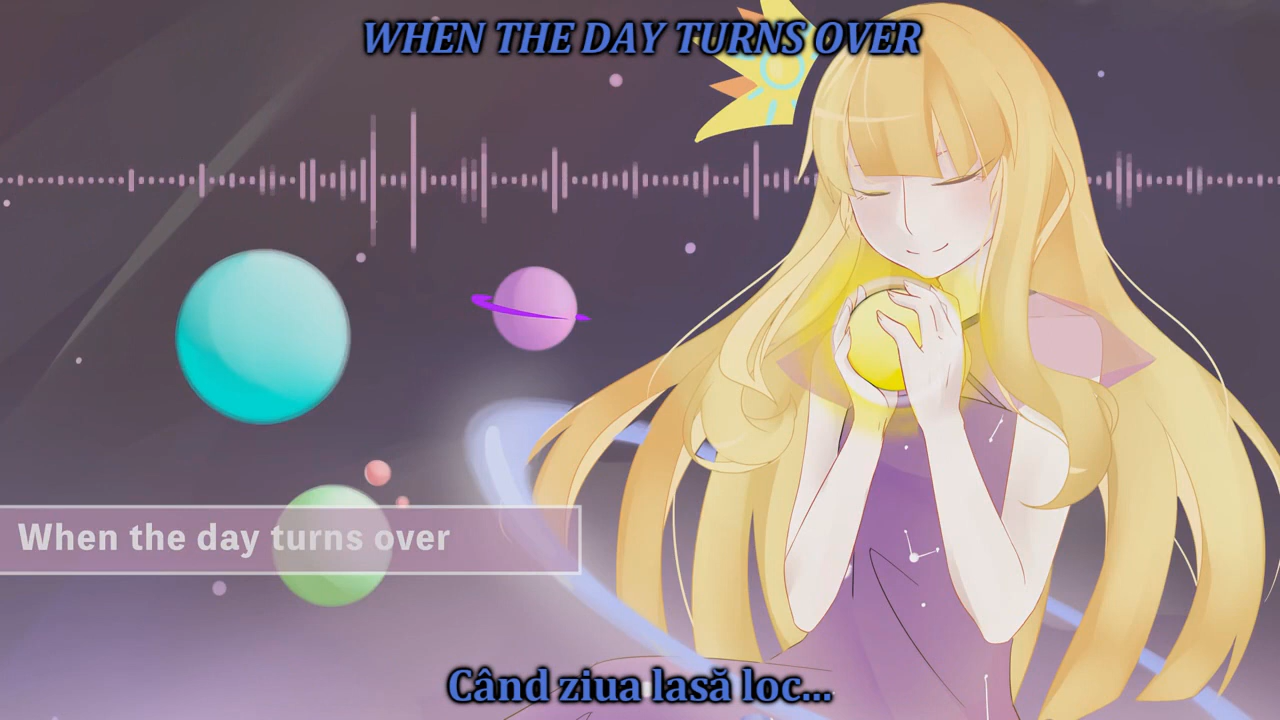 WHEN THE DAY TURNS OVER
When the day turns over
Când ziua lasă loc...